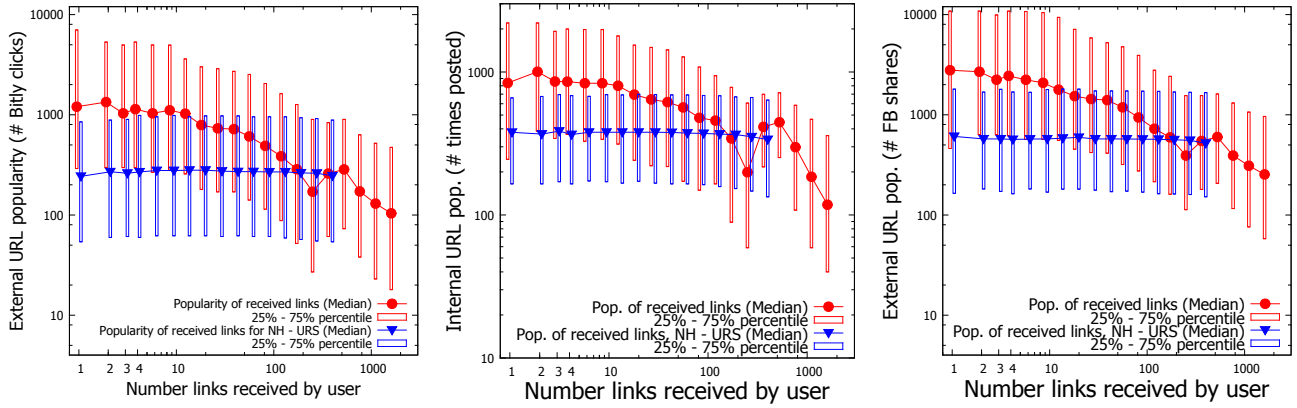 External URL popularity (# Bitly clicks)
10000
1000
100
10
Popularity of received links (Median)
25% - 75% percentile
Popularity of received links for NH - URS (Median)
25% - 75% percentile
1 2 3 4 10 100 1000
Number links received by user
Internal URL pop. (# times posted)
1000
100
10
Pop. of received links (Median)
25% - 75% percentile
Pop. of received links, NH - URS (Median)
25% - 75% percentile
1 2 3 4 10 100 1000
Number links received by user
External URL pop. (# FB shares)
10000
1000
100
10
Pop. of received links (Median)
25% - 75% percentile
Pop. of received links, NH - URS (Median)
25% - 75% percentile
1 2 3 4 10 100 1000
Number links received by user